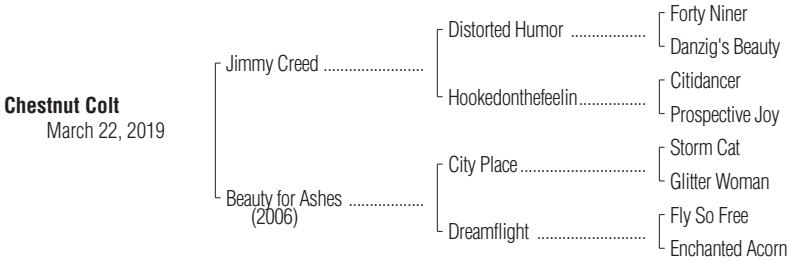 Forty Niner
Distorted Humor ..................
Danzig's Beauty
Jimmy Creed ........................
Citidancer
Hookedonthefeelin................
Prospective Joy
Chestnut Colt
March 22, 2019
Storm Cat
City Place..............................
Glitter Woman
Beauty for Ashes ..................
(2006)
Fly So Free
Dreamflight ..........................
Enchanted Acorn